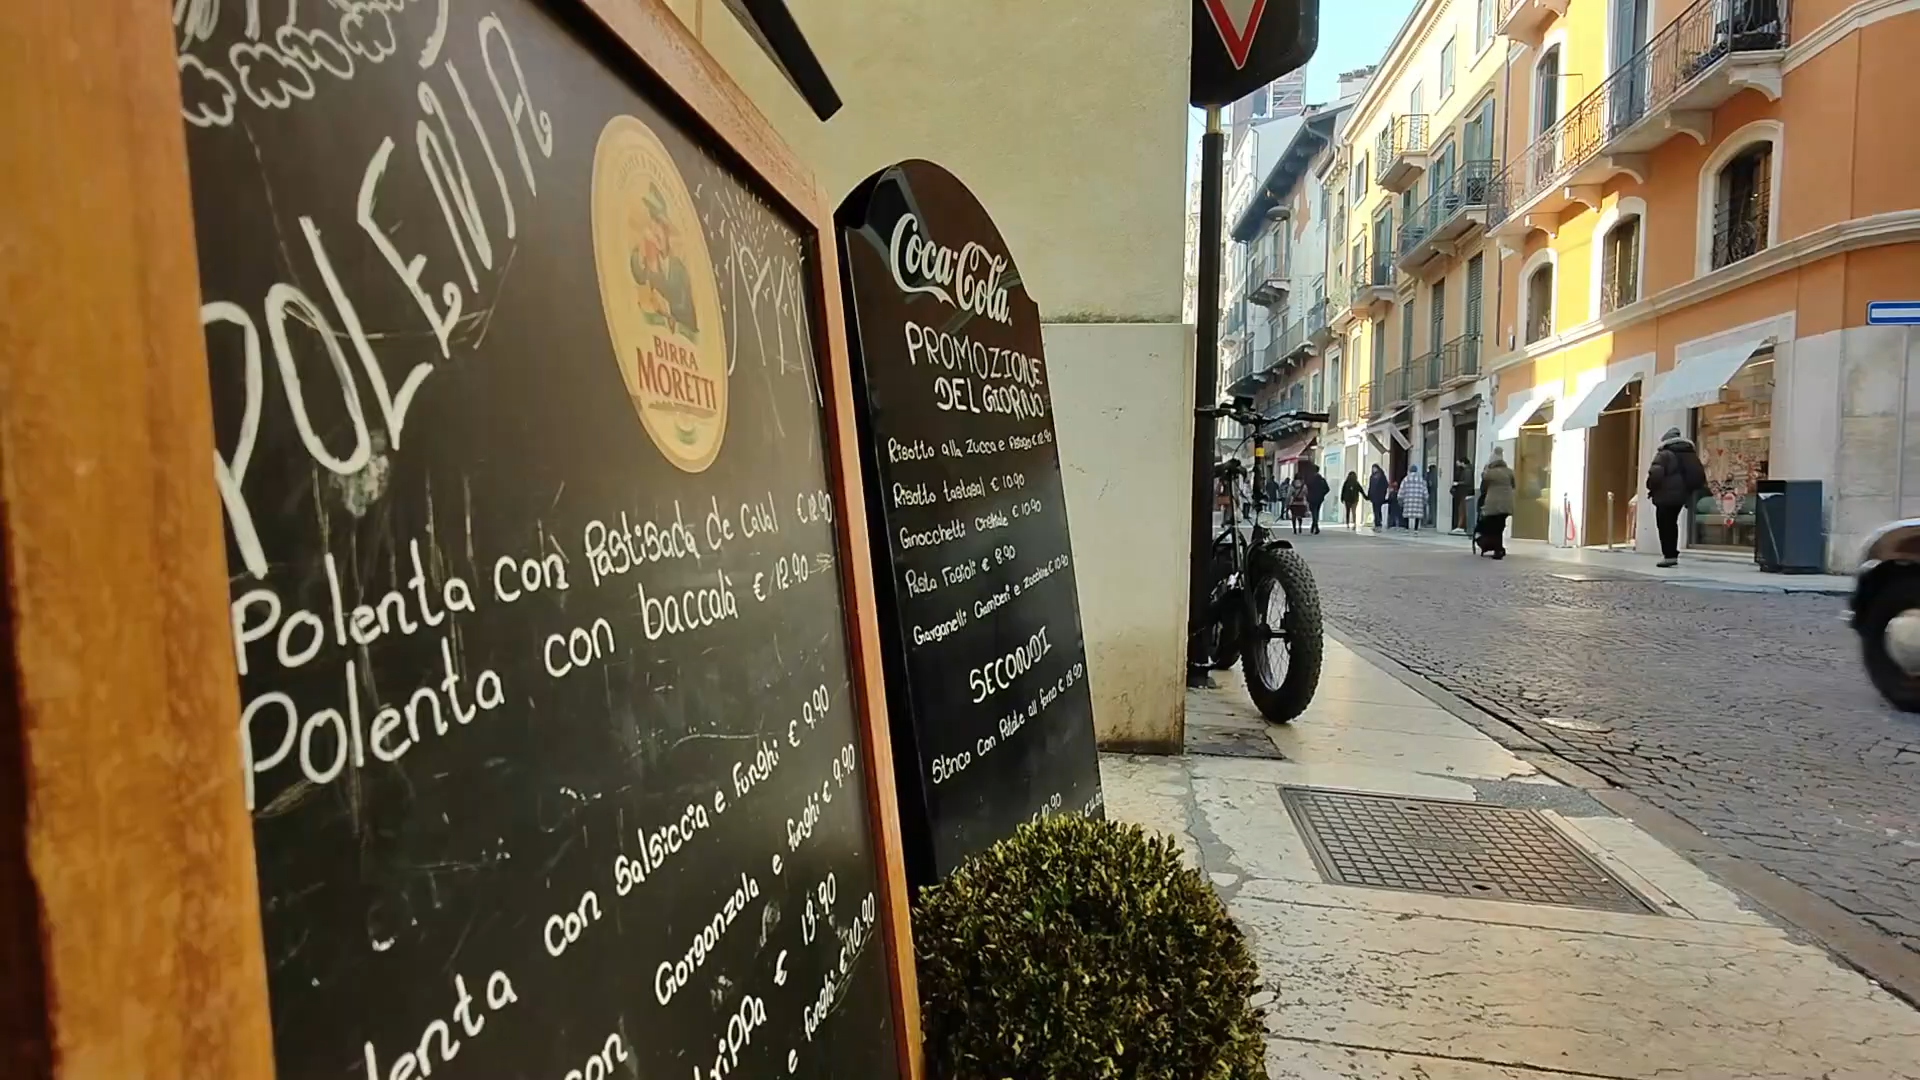 POLENTA
BIRRA
MORETTI
Polenta con Pastisada de Caval € 12.90
Polenta con baccalà € 12.90
con Salsiccia e Funghi € 9.90
Gorgonzola e funghi € 9.90
con € 13.90
e funghi € 10.90
Coca-Cola
PROMOZIONE
DEL GIORNO
Risotto alla Zucca e
Risotto tastasal € 10.90
Gnocchetti € 10.90
Pasta Fagioli € 8.90
Garganelli Gamberi e zucchine € 10.90
SECONDI
Stinco con Patate al forno €